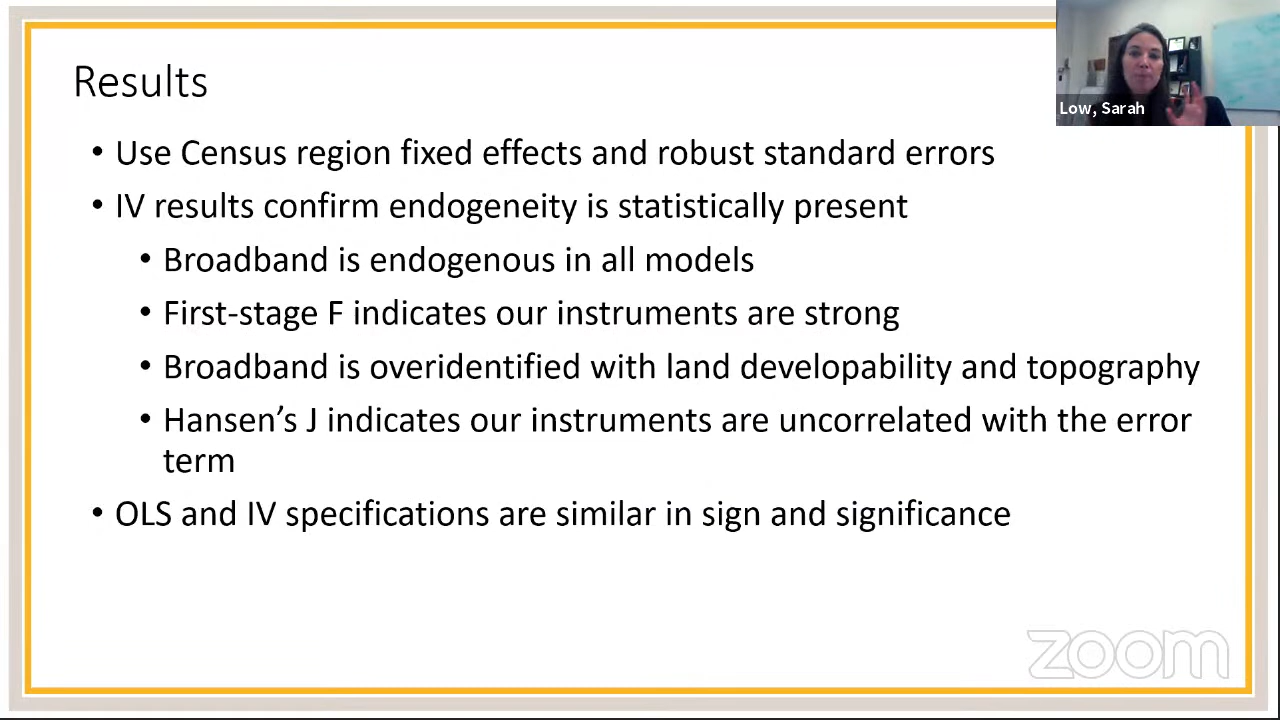 Results
Low, Sarah
• Use Census region fixed effects and robust standard errors
• IV results confirm endogeneity is statistically present
• Broadband is endogenous in all models
• First-stage F indicates our instruments are strong
• Broadband is overidentified with land developability and topography
• Hansen’s J indicates our instruments are uncorrelated with the error
term
• OLS and IV specifications are similar in sign and significance
zoom